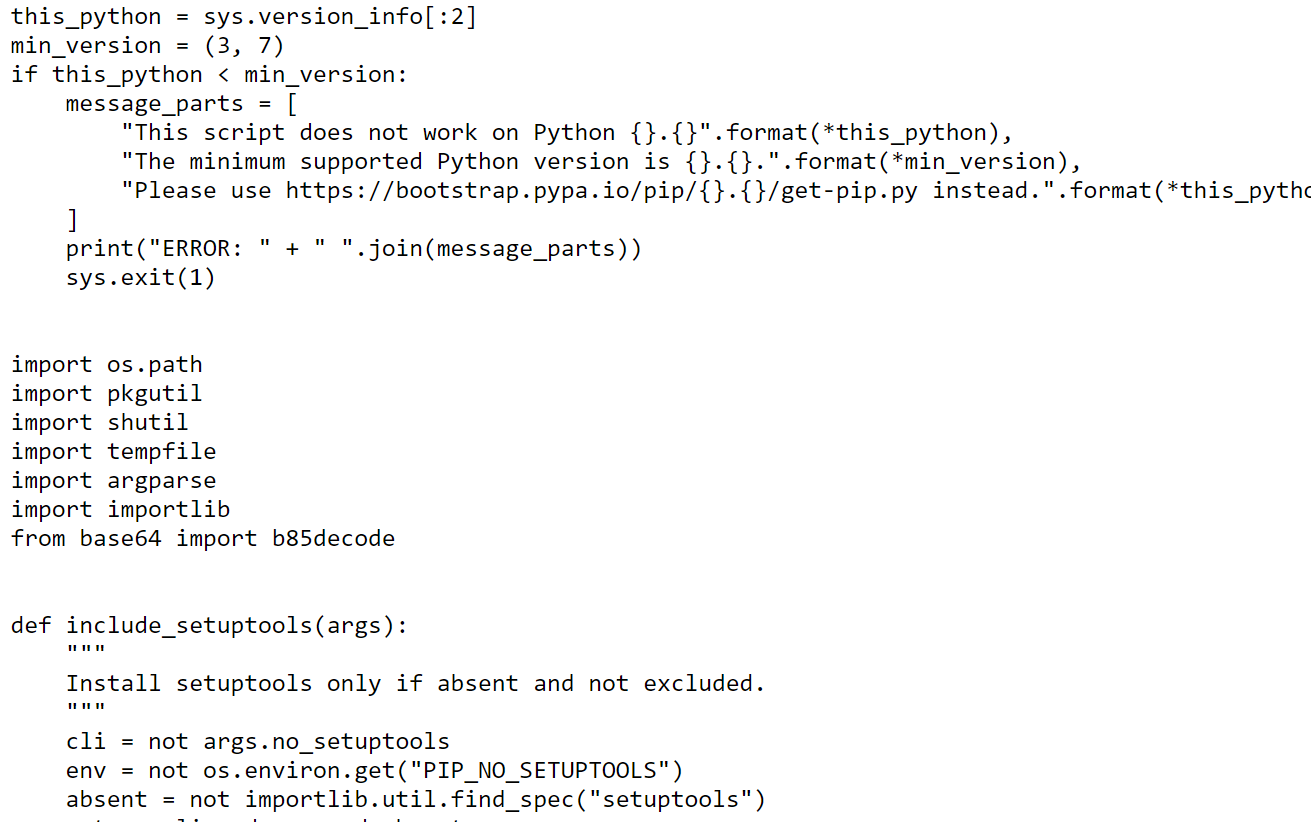 this_python = sys.version_info[:2]
min_version = (3, 7)
if this_python < min_version:
    message_parts = [
        "This script does not work on Python {}.{}".format(*this_python),
        "The minimum supported Python version is {}.{}.".format(*min_version),
        "Please use https://bootstrap.pypa.io/pip/{}.{}/get-pip.py instead.".format(*this_pytho
    ]
    print("ERROR: " + " ".join(message_parts))
    sys.exit(1)


import os.path
import pkgutil
import shutil
import tempfile
import argparse
import importlib
from base64 import b85decode


def include_setuptools(args):
    """
    Install setuptools only if absent and not excluded.
    """
    cli = not args.no_setuptools
    env = not os.environ.get("PIP_NO_SETUPTOOLS")
    absent = not importlib.util.find_spec("setuptools")